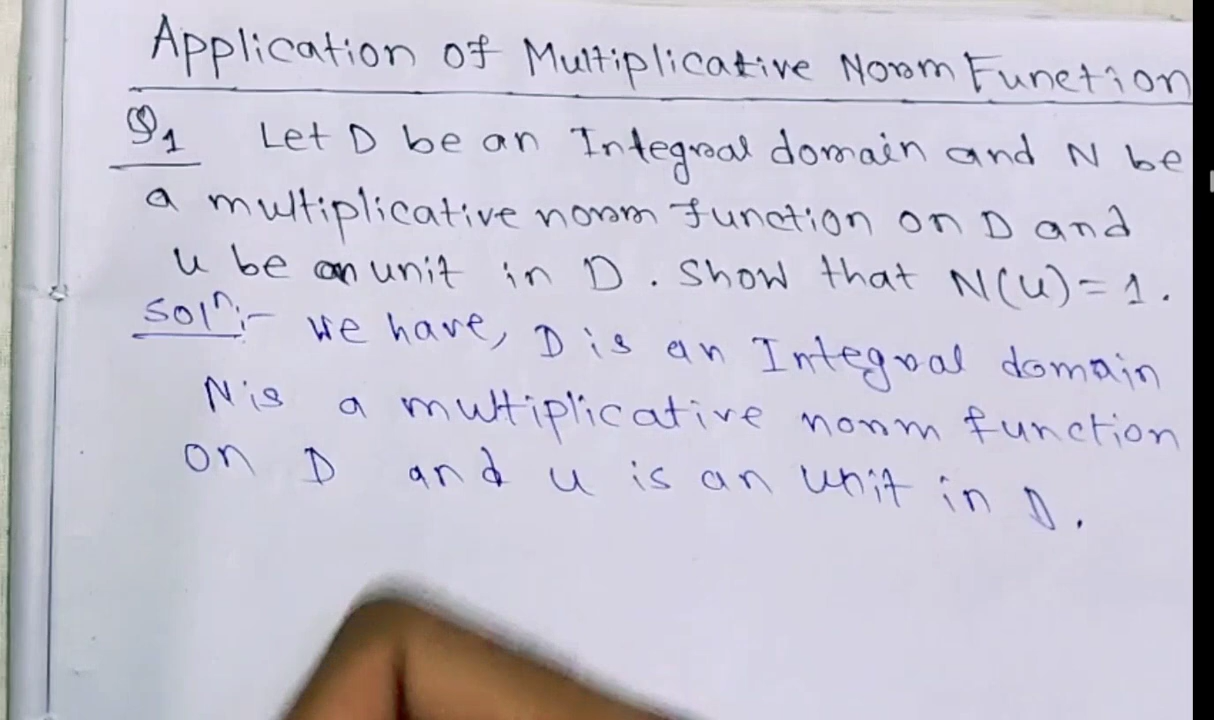 Application of Multiplicative Norm Function
Q1 Let D be an Integral domain and N be
a multiplicative norm function on D and
u be an unit in D. Show that N(u)=1.
Solⁿ:- we have, D is an Integral domain
N is a multiplicative norm function
on D and u is an unit in D.